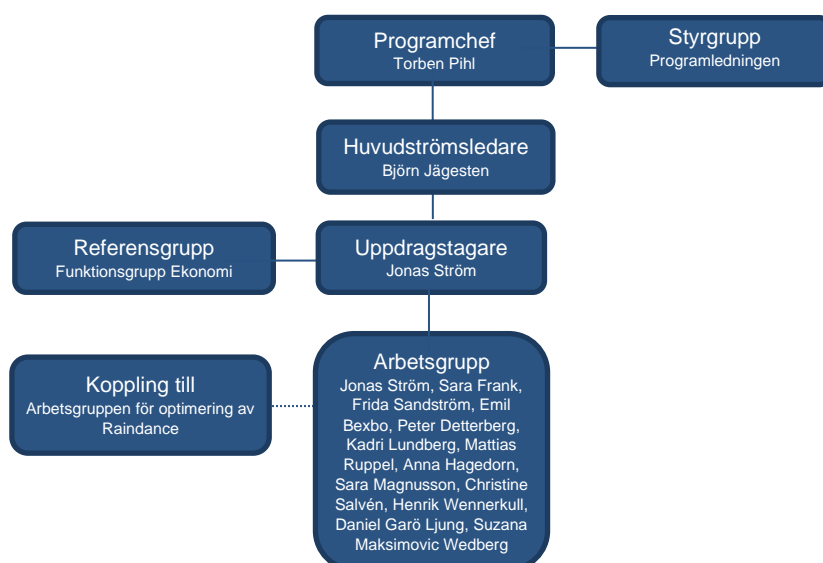 Programchef
Torben Pihl
Styrgrupp
Programledningen
Huvudströmsledare
Björn Jägesten
Referensgrupp
Funktionsgrupp Ekonomi
Uppdragstagare
Jonas Ström
Koppling till
Arbetsgruppen för optimering av
Raindance
Arbetsgrupp
Jonas Ström, Sara Frank,
Frida Sandström, Emil
Bexbo, Peter Detterberg,
Kadri Lundberg, Mattias
Ruppel, Anna Hagedorn,
Sara Magnusson, Christine
Salvén, Henrik Wennerkull,
Daniel Garö Ljung, Suzana
Maksimovic Wedberg